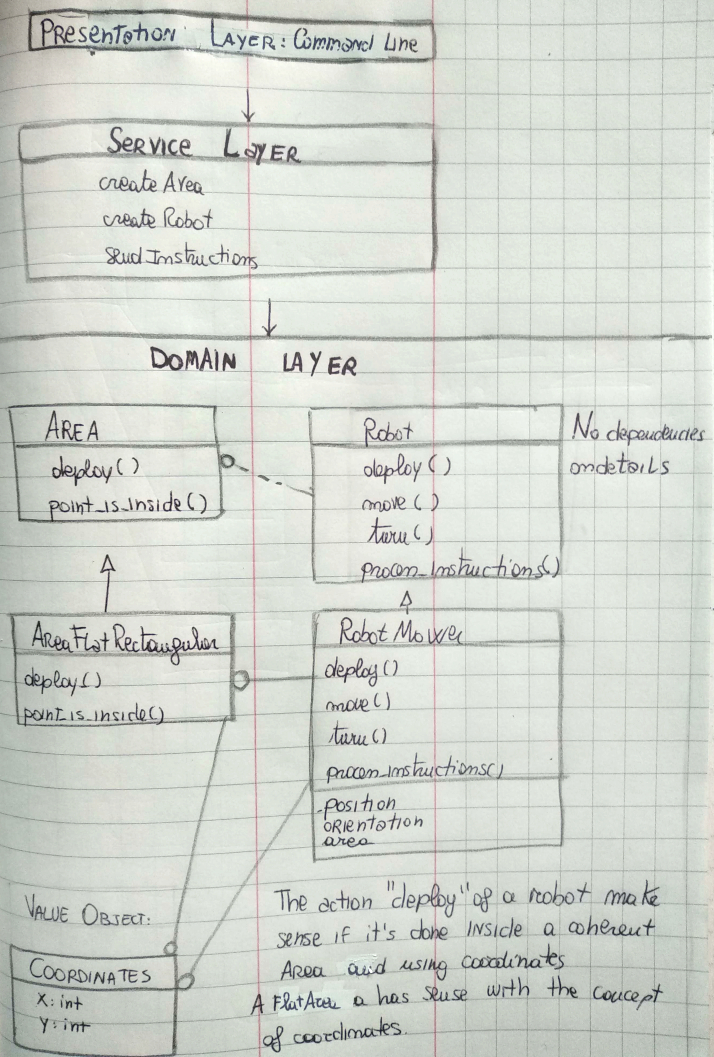 Presentation LAYER: Command Line
SERVICE LAYER
create Area
create Robot
send Instructions
DOMAIN LAYER
AREA
deploy()
point_is_inside()
Robot
deploy()
move()
turn()
process_instructions()
No dependencies
on details
AreaFlatRectangular
deploy()
point_is_inside()
Robot Mower
deploy()
move()
turn()
process_instructions()
-position
orientation
area
VALUE OBJECT:
COORDINATES
X: int
Y: int
The action "deploy" of a robot make
sense if it's done inside a coherent
Area and using coordinates
A FlatArea a has sense with the concept
of coordinates.